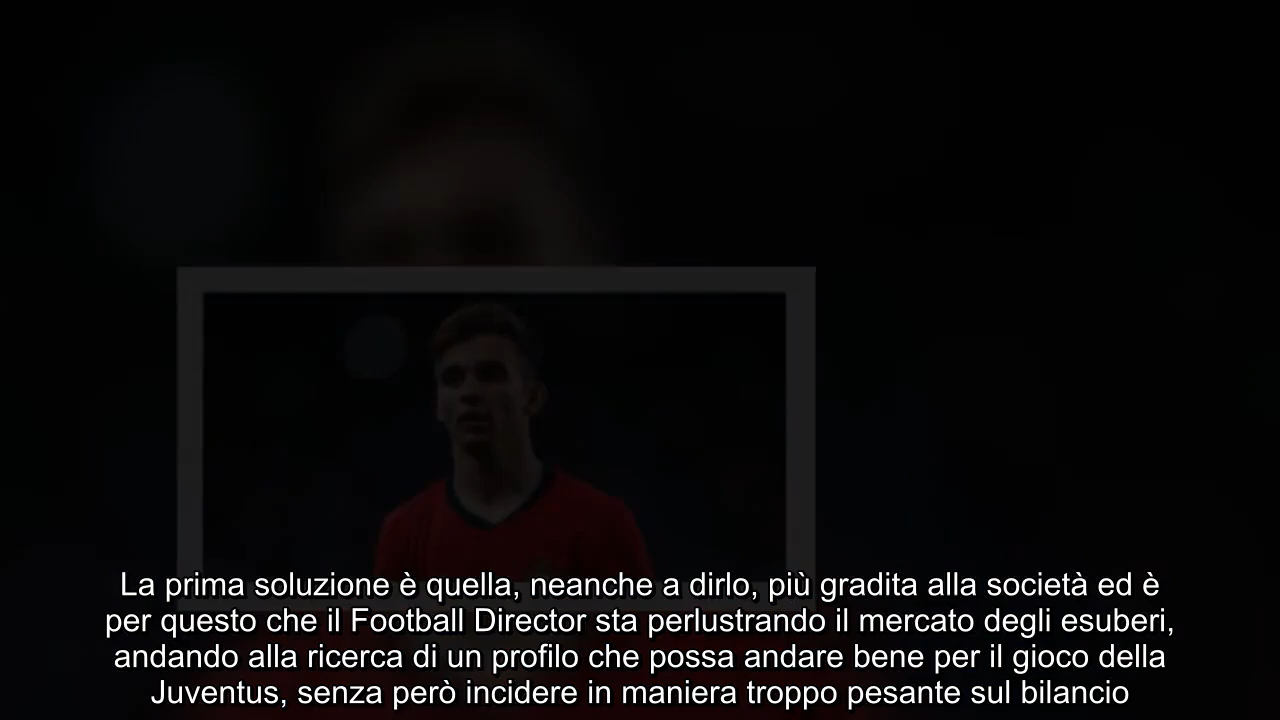 La prima soluzione è quella, neanche a dirlo, più gradita alla società ed è
per questo che il Football Director sta perlustrando il mercato degli esuberi,
andando alla ricerca di un profilo che possa andare bene per il gioco della
Juventus, senza però incidere in maniera troppo pesante sul bilancio